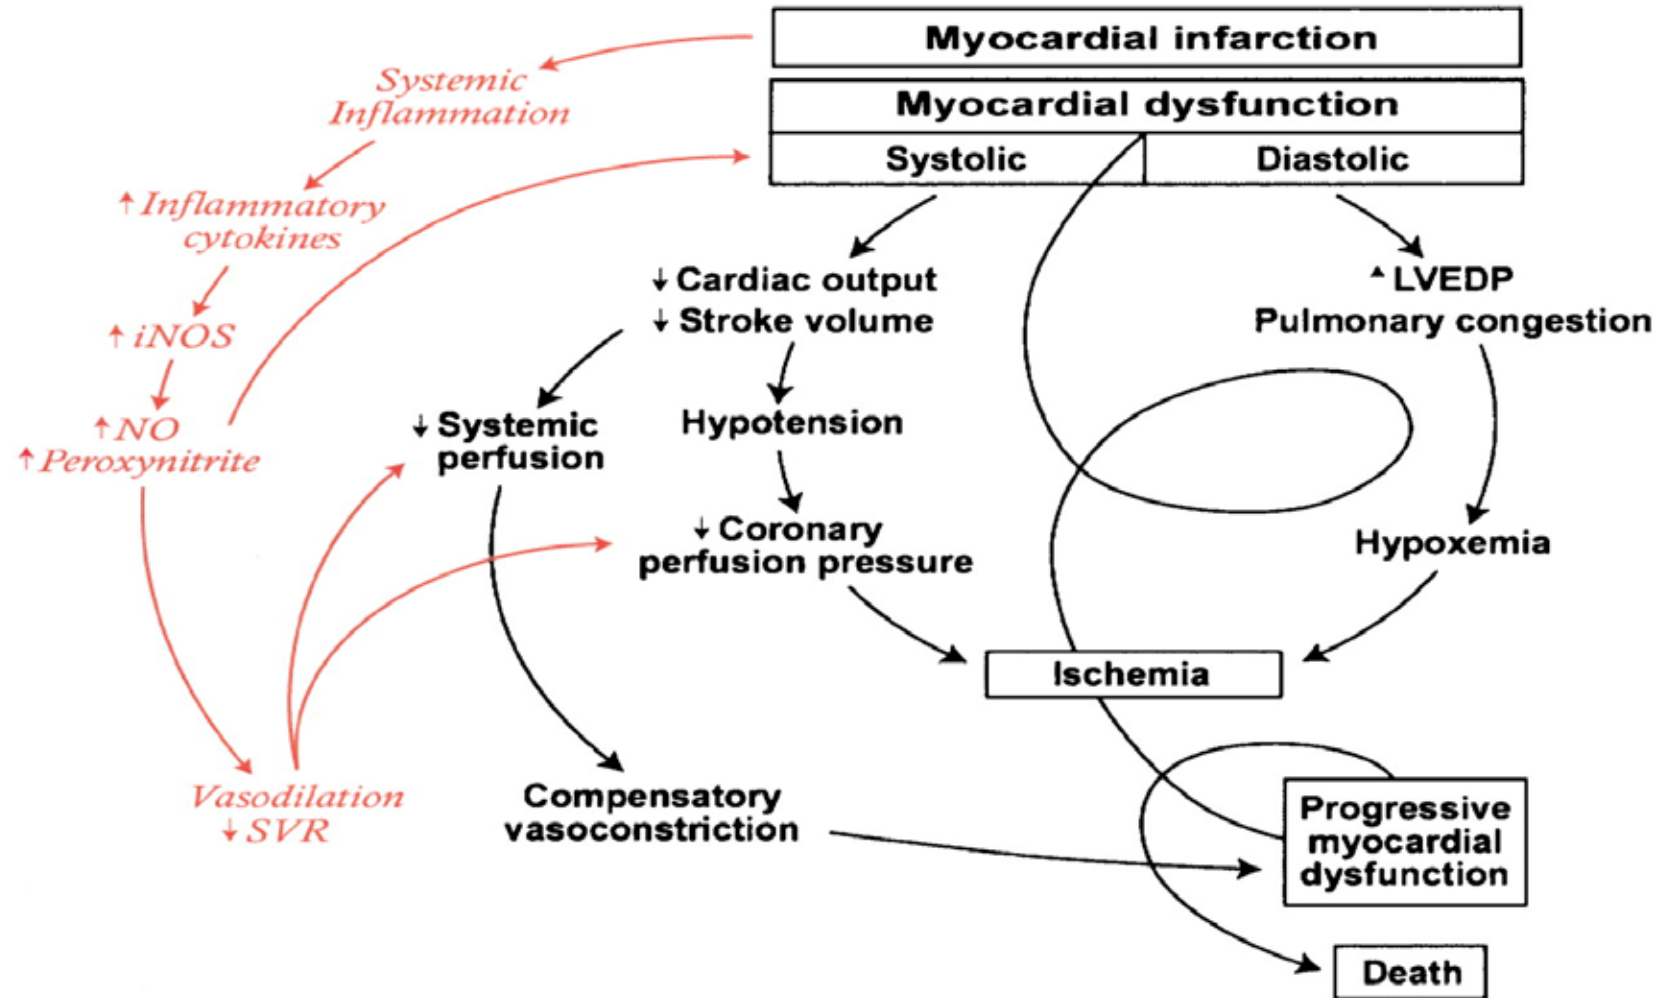 Myocardial infarction
Systemic
Inflammation
Myocardial dysfunction
Systolic
Diastolic
↑ Inflammatory
cytokines
↓ Cardiac output
↓ Stroke volume
▲ LVEDP
Pulmonary congestion
↑ iNOS
↑ NO
↑ Peroxynitrite
↓ Systemic
perfusion
Hypotension
↓ Coronary
perfusion pressure
Hypoxemia
Ischemia
Vasodilation
↓ SVR
Compensatory
vasoconstriction
Progressive
myocardial
dysfunction
Death